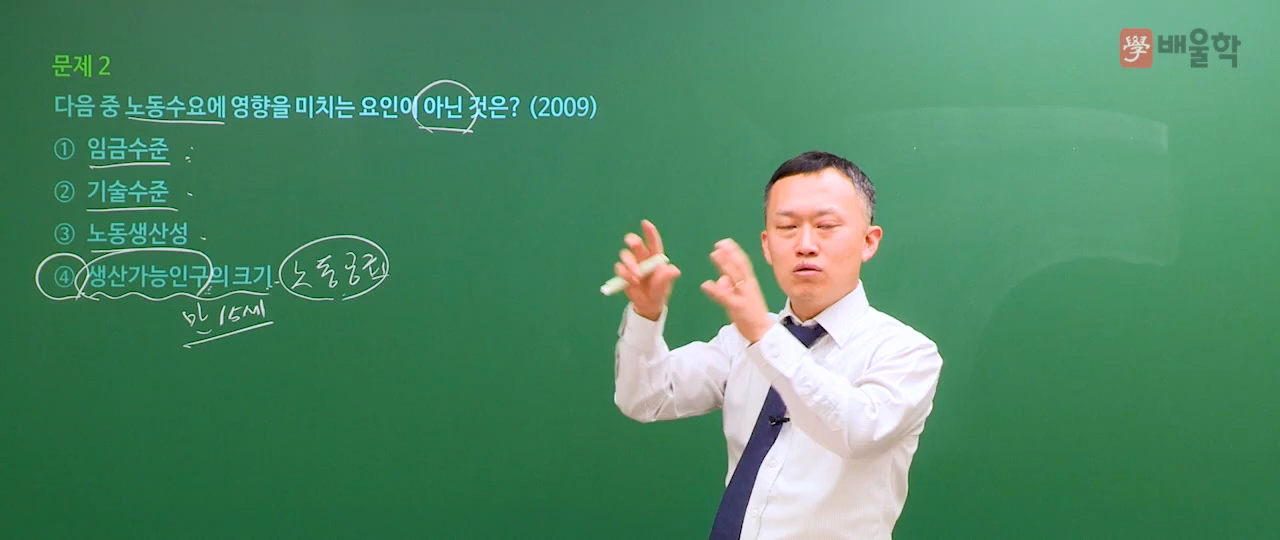 學 배울학
문제 2
다음 중 노동수요에 영향을 미치는 요인이 아닌 것은? (2009)
① 임금수준
② 기술수준
③ 노동생산성
④ 생산가능인구의 크기 노동공급
만 15세